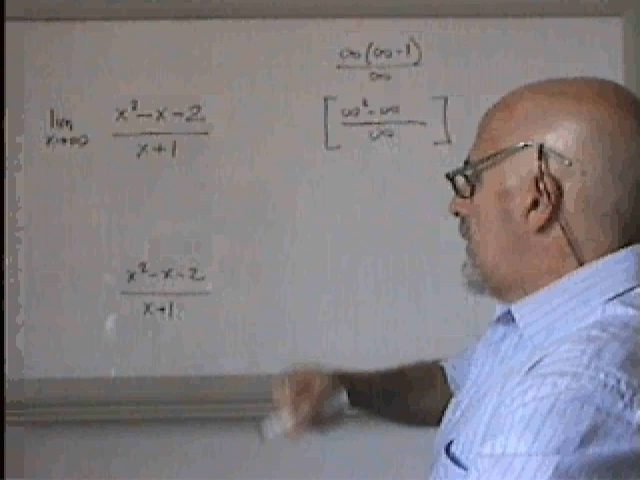 ∞(∞-1)
∞
lim x→∞ x²-x-2
x+1
[∞²-∞]
∞
x²-x-2
x+1